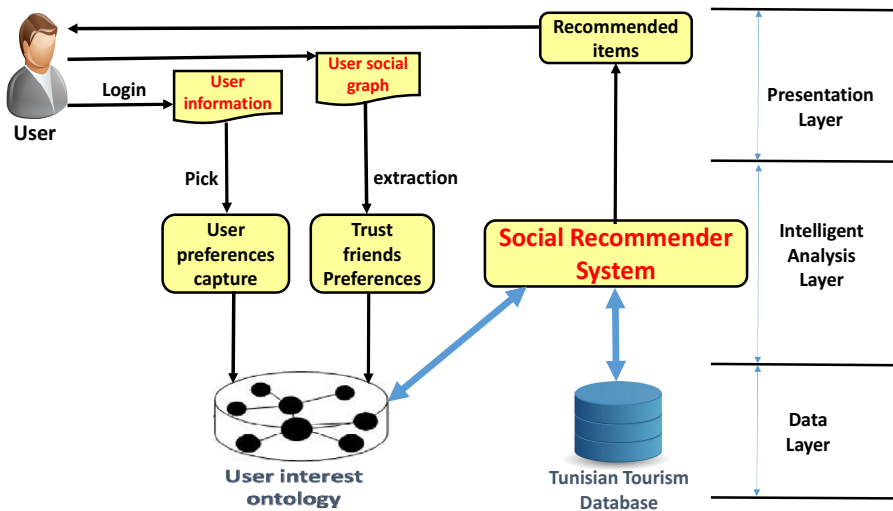 Recommended
items
User social
graph
User
information
Login
User
Presentation
Layer
Pick
extraction
User
preferences
capture
Trust
friends
Preferences
Social Recommender
System
Intelligent
Analysis
Layer
Data
Layer
User interest
ontology
Tunisian Tourism
Database